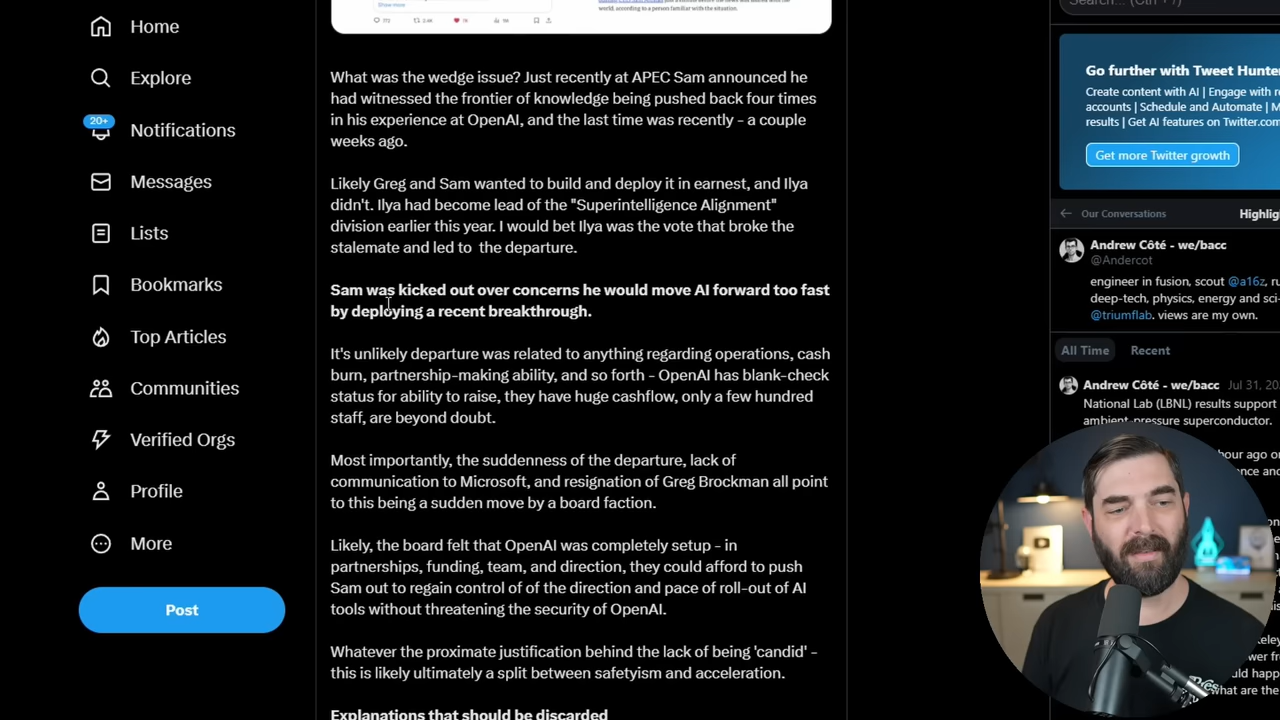 Home
Explore
20+
Notifications
Messages
Lists
Bookmarks
Top Articles
Communities
Verified Orgs
Profile
More
Post
Show more
772
2.4K
What was the wedge issue? Just recently at APEC Sam announced he
had witnessed the frontier of knowledge being pushed back four times
in his experience at OpenAI, and the last time was recently - a couple
weeks ago.
Likely Greg and Sam wanted to build and deploy it in earnest, and Ilya
didn't. Ilya had become lead of the "Superintelligence Alignment"
division earlier this year. I would bet Ilya was the vote that broke the
stalemate and led to the departure.
Sam was kicked out over concerns he would move AI forward too fast
by deploying a recent breakthrough.
It's unlikely departure was related to anything regarding operations, cash
burn, partnership-making ability, and so forth - OpenAI has blank-check
status for ability to raise, they have huge cashflow, only a few hundred
staff, are beyond doubt.
Most importantly, the suddenness of the departure, lack of
communication to Microsoft, and resignation of Greg Brockman all point
to this being a sudden move by a board faction.
Likely, the board felt that OpenAI was completely setup - in
partnerships, funding, team, and direction, they could afford to push
Sam out to regain control of of the direction and pace of roll-out of AI
tools without threatening the security of OpenAI.
Whatever the proximate justification behind the lack of being 'candid' -
this is likely ultimately a split between safetyism and acceleration.
Explanations that should be discarded
Go further with Tweet Hunter
Create content with AI | Engage with
accounts | Schedule and Automate |
results | Get AI features on Twitter.com
Get more Twitter growth
Our Conversations
Highlig
Andrew Côté - we/bacc
@Andercot
engineer in fusion, scout @a16z,
deep-tech, physics, energy and sci-
@triumflab. views are my own.
All Time
Recent
Andrew Côté - we/bacc Jul 31, 20
National Lab (LBNL) results support
ambient-pressure superconductor.
hour ago